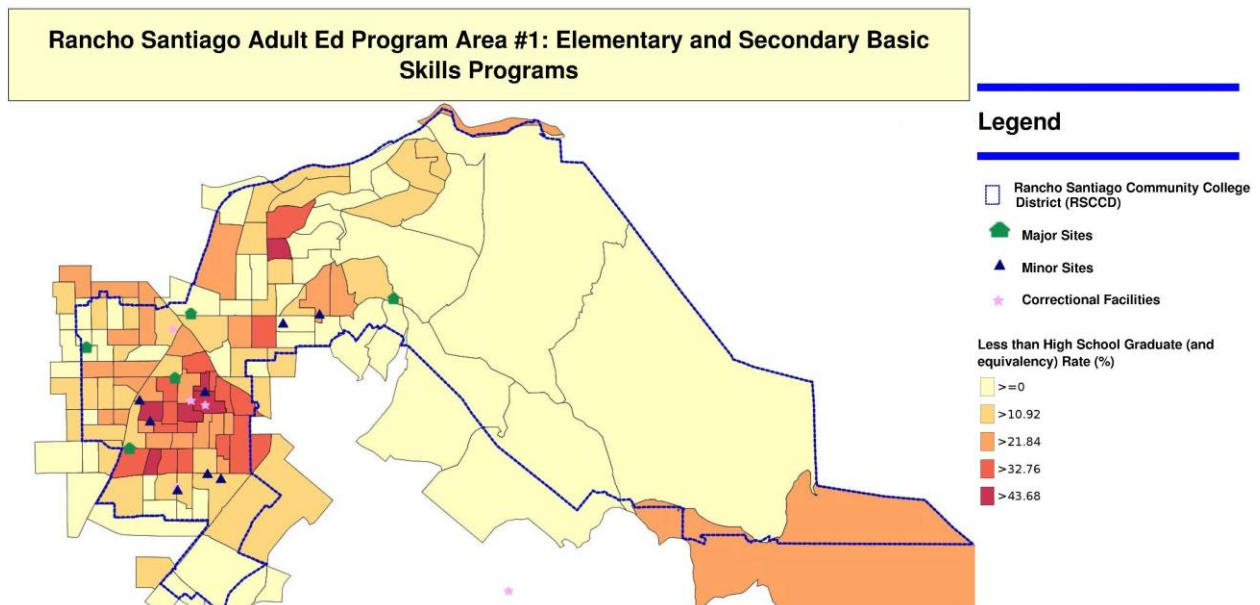 Rancho Santiago Adult Ed Program Area #1: Elementary and Secondary Basic
Skills Programs
Legend
Rancho Santiago Community College
District (RSCCD)
Major Sites
Minor Sites
Correctional Facilities
Less than High School Graduate (and
equivalency) Rate (%)
>=0
>10.92
>21.84
>32.76
>43.68